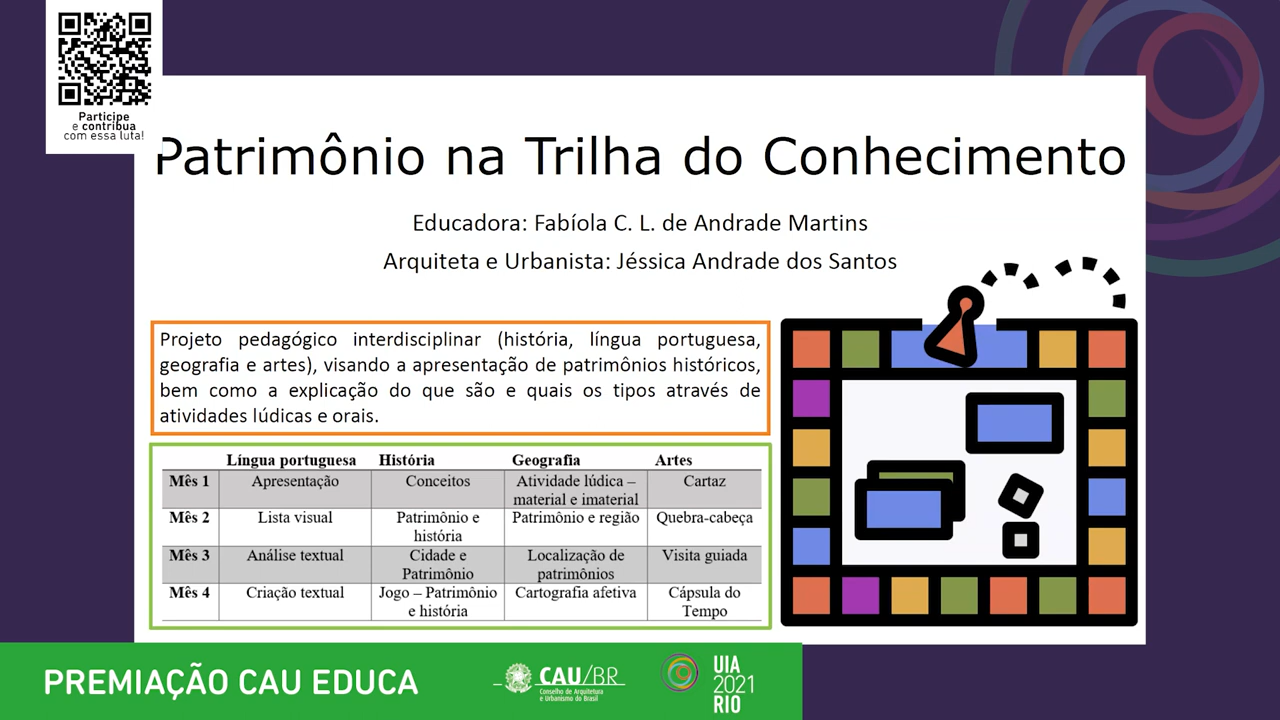 Participe
e contribua
com essa luta!
Patrimônio na Trilha do Conhecimento
Educadora: Fabíola C. L. de Andrade Martins
Arquiteta e Urbanista: Jéssica Andrade dos Santos
Projeto pedagógico interdisciplinar (história, língua portuguesa,
geografia e artes), visando a apresentação de patrimônios históricos,
bem como a explicação do que são e quais os tipos através de
atividades lúdicas e orais.
Língua portuguesa História Geografia Artes
Mês 1 Apresentação Conceitos Atividade lúdica – material e imaterial Cartaz
Mês 2 Lista visual Patrimônio e história Patrimônio e região Quebra-cabeça
Mês 3 Análise textual Cidade e Patrimônio Localização de patrimônios Visita guiada
Mês 4 Criação textual Jogo – Patrimônio e história Cartografia afetiva Cápsula do Tempo
PREMIAÇÃO CAU EDUCA
CAU/BR
Conselho de Arquitetura
e Urbanismo do Brasil
UIA
2021
RIO